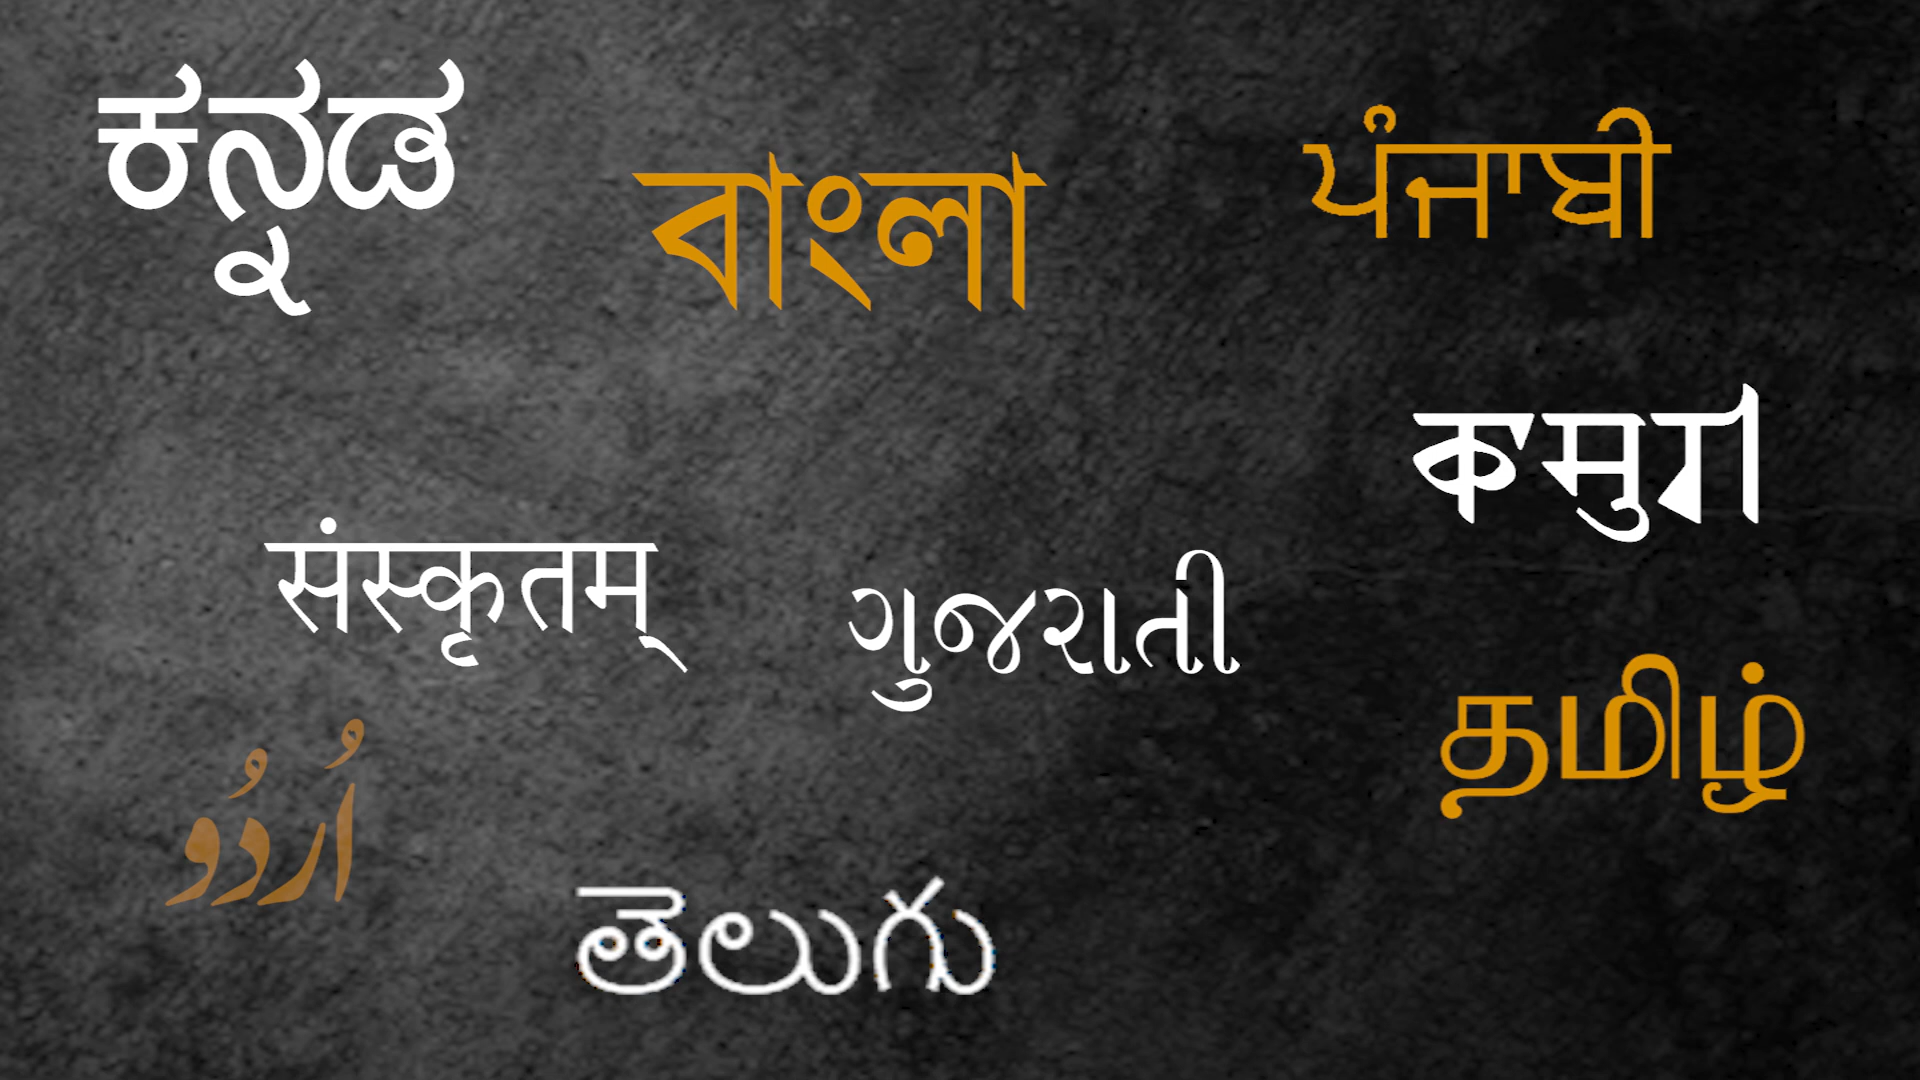 ಕನ್ನಡ
বাংলা
ਪੰਜਾਬੀ
𑆑𑆳𑆯𑆶𑆫𑇀
संस्कृतम्
ગુજરાતી
தமிழ்
اُردُو
తెలుగు